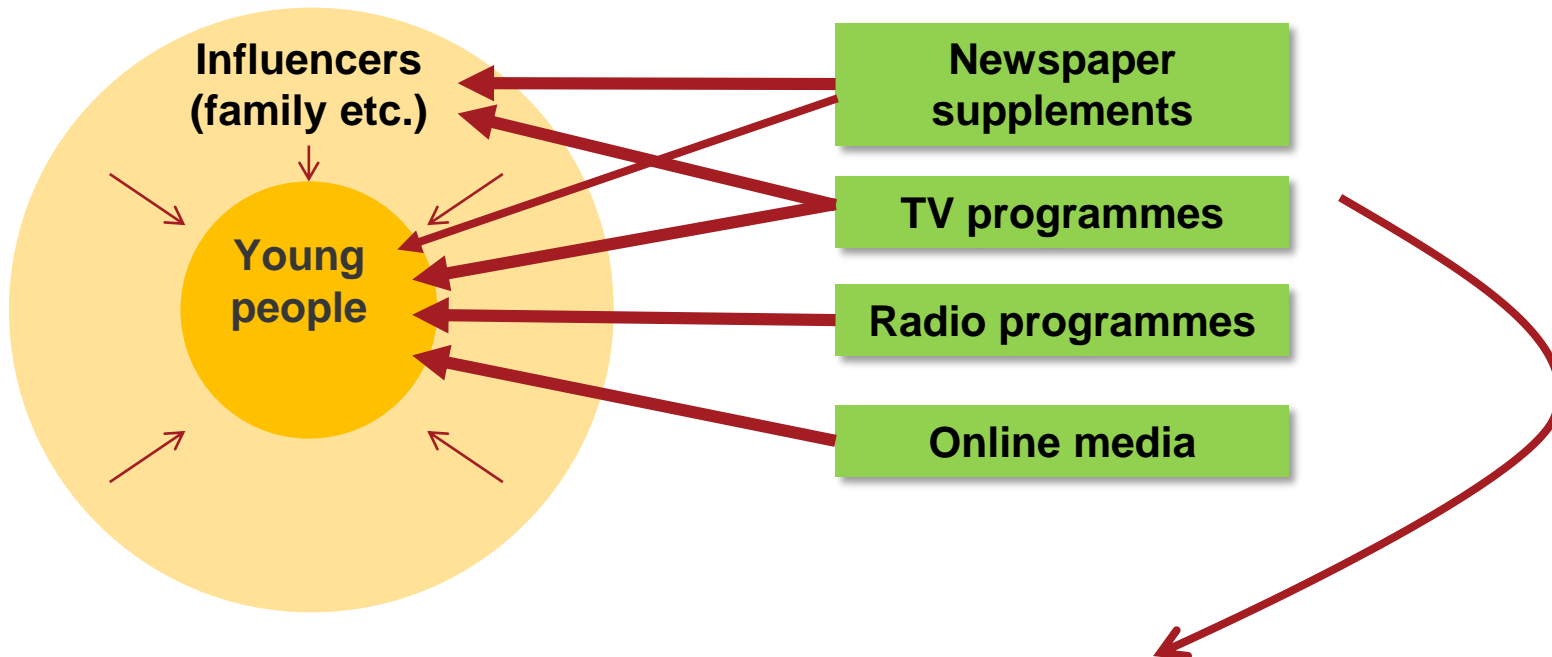 Influencers
(family etc.)
Young
people
Newspaper
supplements
TV programmes
Radio programmes
Online media